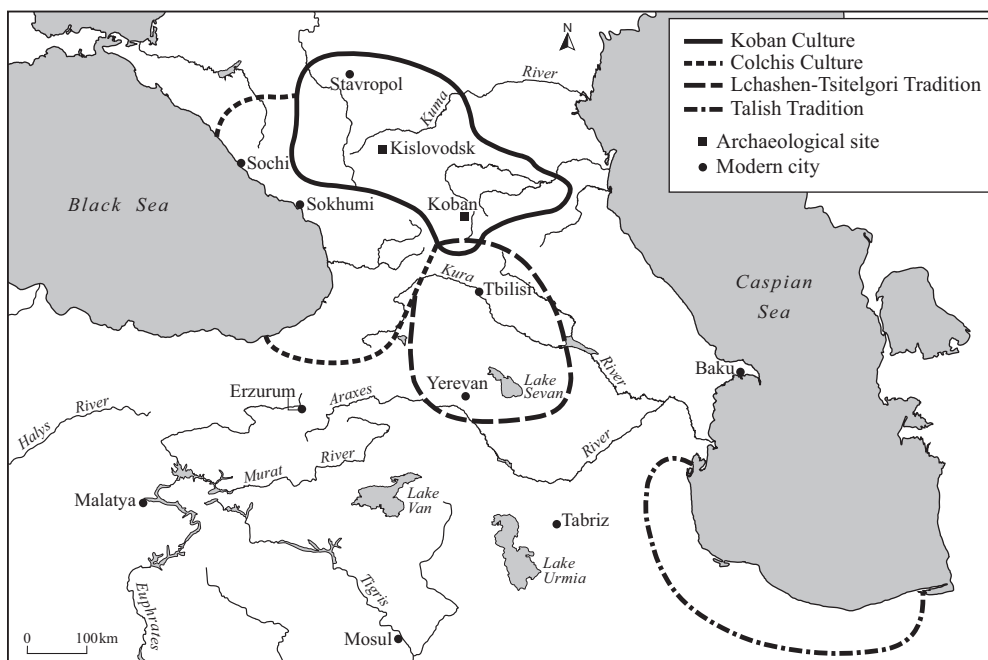 N
Koban Culture
Colchis Culture
Lchashen-Tsitelgori Tradition
Talish Tradition
Archaeological site
Modern city
Stavropol
River
Kuma
Kislovodsk
Sochi
Black Sea
Sokhumi
Koban
Kura
Tbilisi
Caspian
Sea
River
Baku
Yerevan
Lake
Sevan
Erzurum
Araxes
River
Halys
River
Murat
River
Malatya
Lake
Van
Tabriz
Lake
Urmia
Tigris
Euphrates
Mosul
0
100km